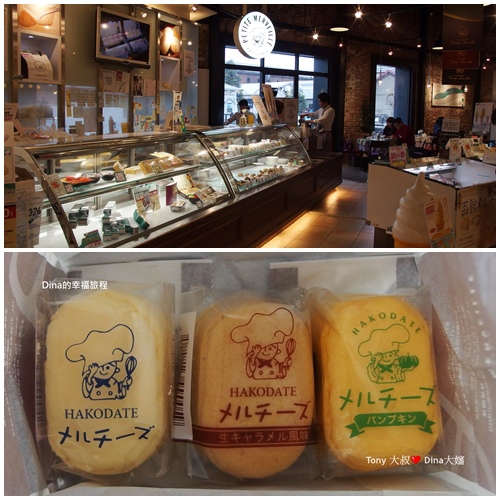 PETITE MERVEILLE
Dina的幸福旅程
HAKODATE
メルチーズ
HAKODATE
メルチーズ
生キャラメル風味
HAKODATE
メルチーズ
パンプキン
Tony 大叔❤Dina大嬸